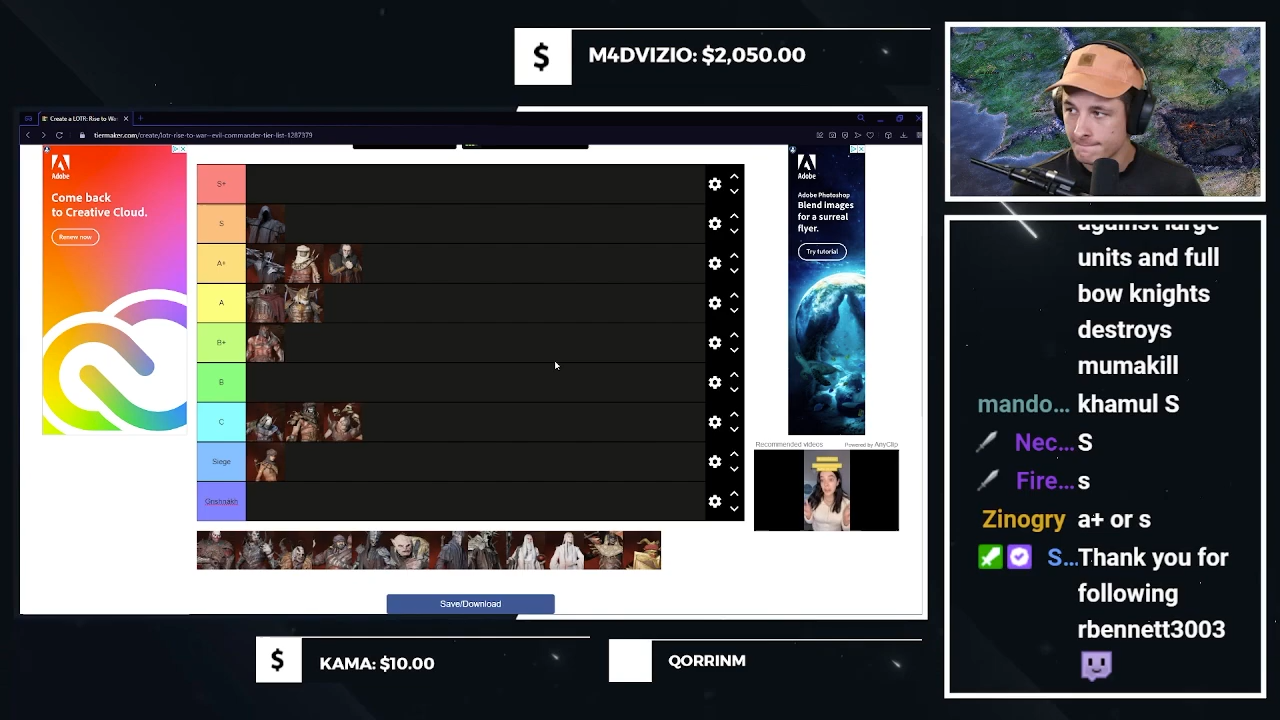 M4DVIZIO: $2,050.00
Create a LOTR: Rise to Wa
tiermaker.com/create/lotr-rise-to-war--evil-commander-tier-list-1287379
Adobe
Come back
to Creative Cloud.
Renew now
S+
S
A+
A
B+
B
C
Siege
Grishnákh
Adobe
Adobe Photoshop
Blend images
for a surreal
flyer.
Try tutorial
Recommended videos
Powered by AnyClip
Save/Download
against large
units and full
bow knights
destroys
mumakill
mando... khamul S
Nec... S
Fire... s
Zinogry a+ or s
S... Thank you for
following
rbennett3003
KAMA: $10.00
QORRINM